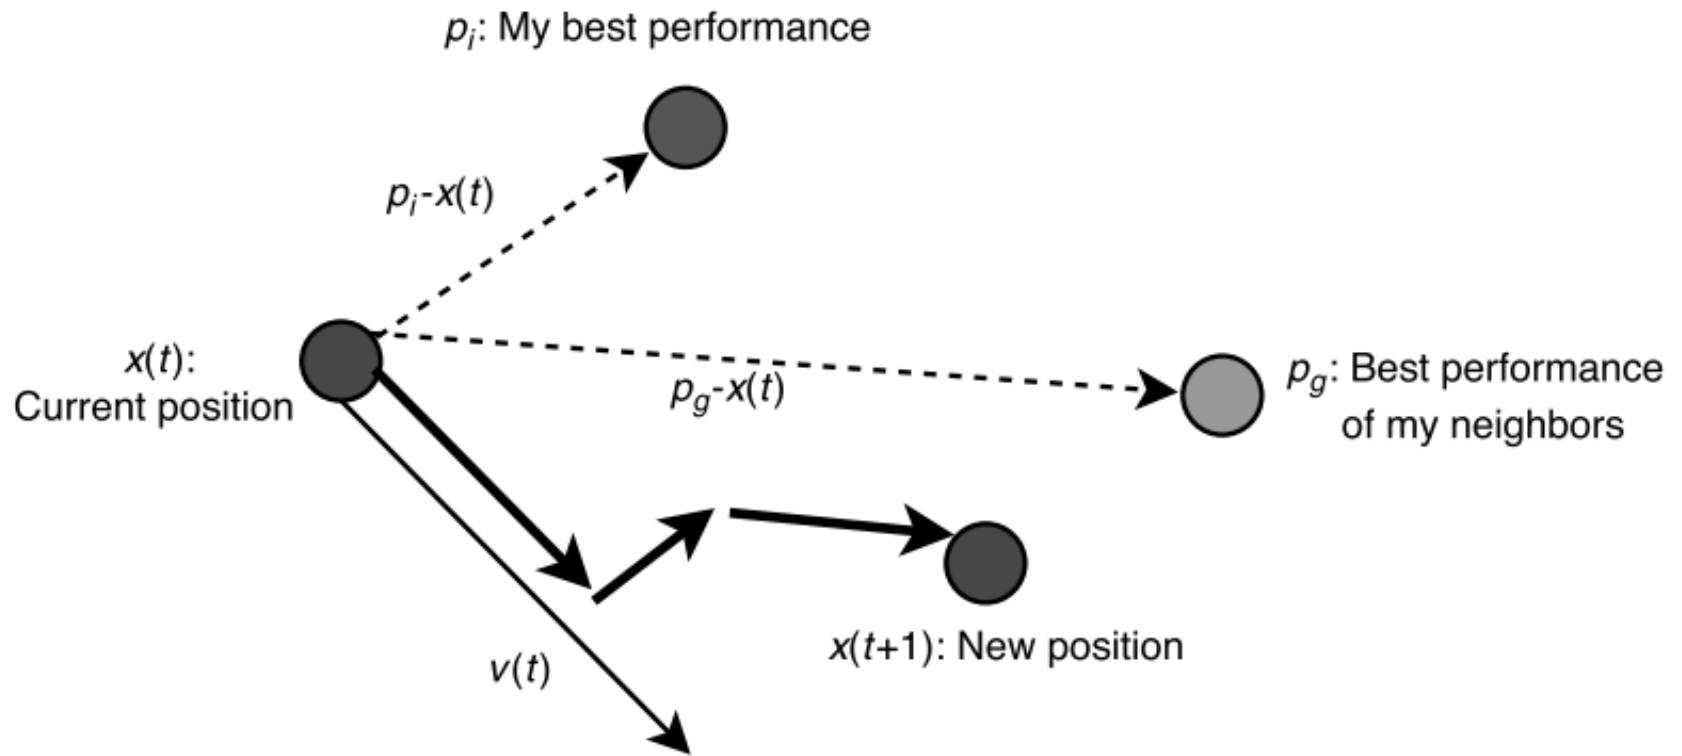 pᵢ: My best performance
pᵢ-x(t)
x(t):
Current position
p_g-x(t)
p_g: Best performance
of my neighbors
x(t+1): New position
v(t)